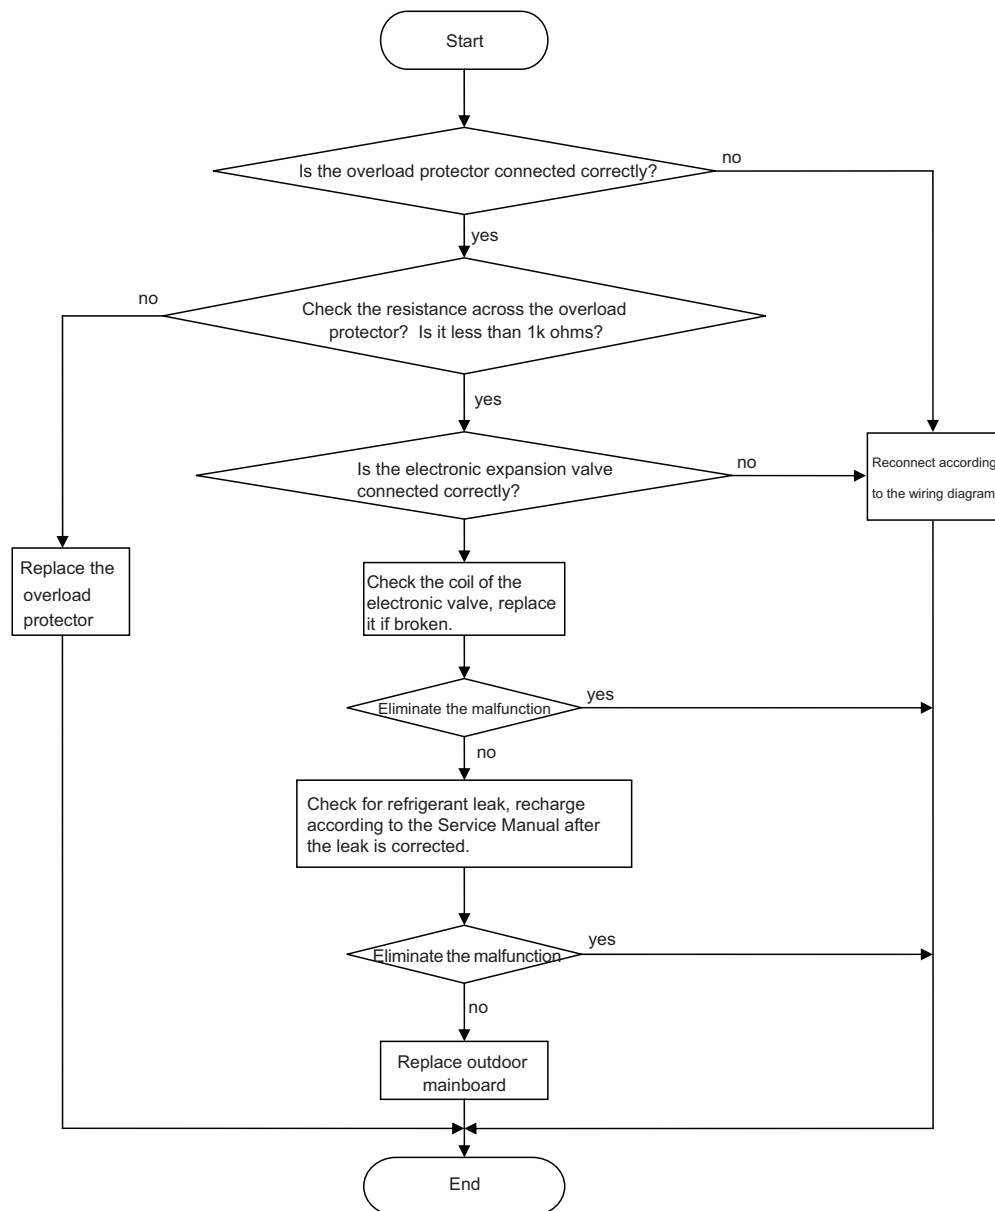 Start
Is the overload protector connected correctly?
no
yes
Check the resistance across the overload
protector? Is it less than 1k ohms?
no
yes
Is the electronic expansion valve
connected correctly?
no
Reconnect according
to the wiring diagram
Replace the
overload
protector
Check the coil of the
electronic valve, replace
it if broken.
Eliminate the malfunction
yes
no
Check for refrigerant leak, recharge
according to the Service Manual after
the leak is corrected.
Eliminate the malfunction
yes
no
Replace outdoor
mainboard
End